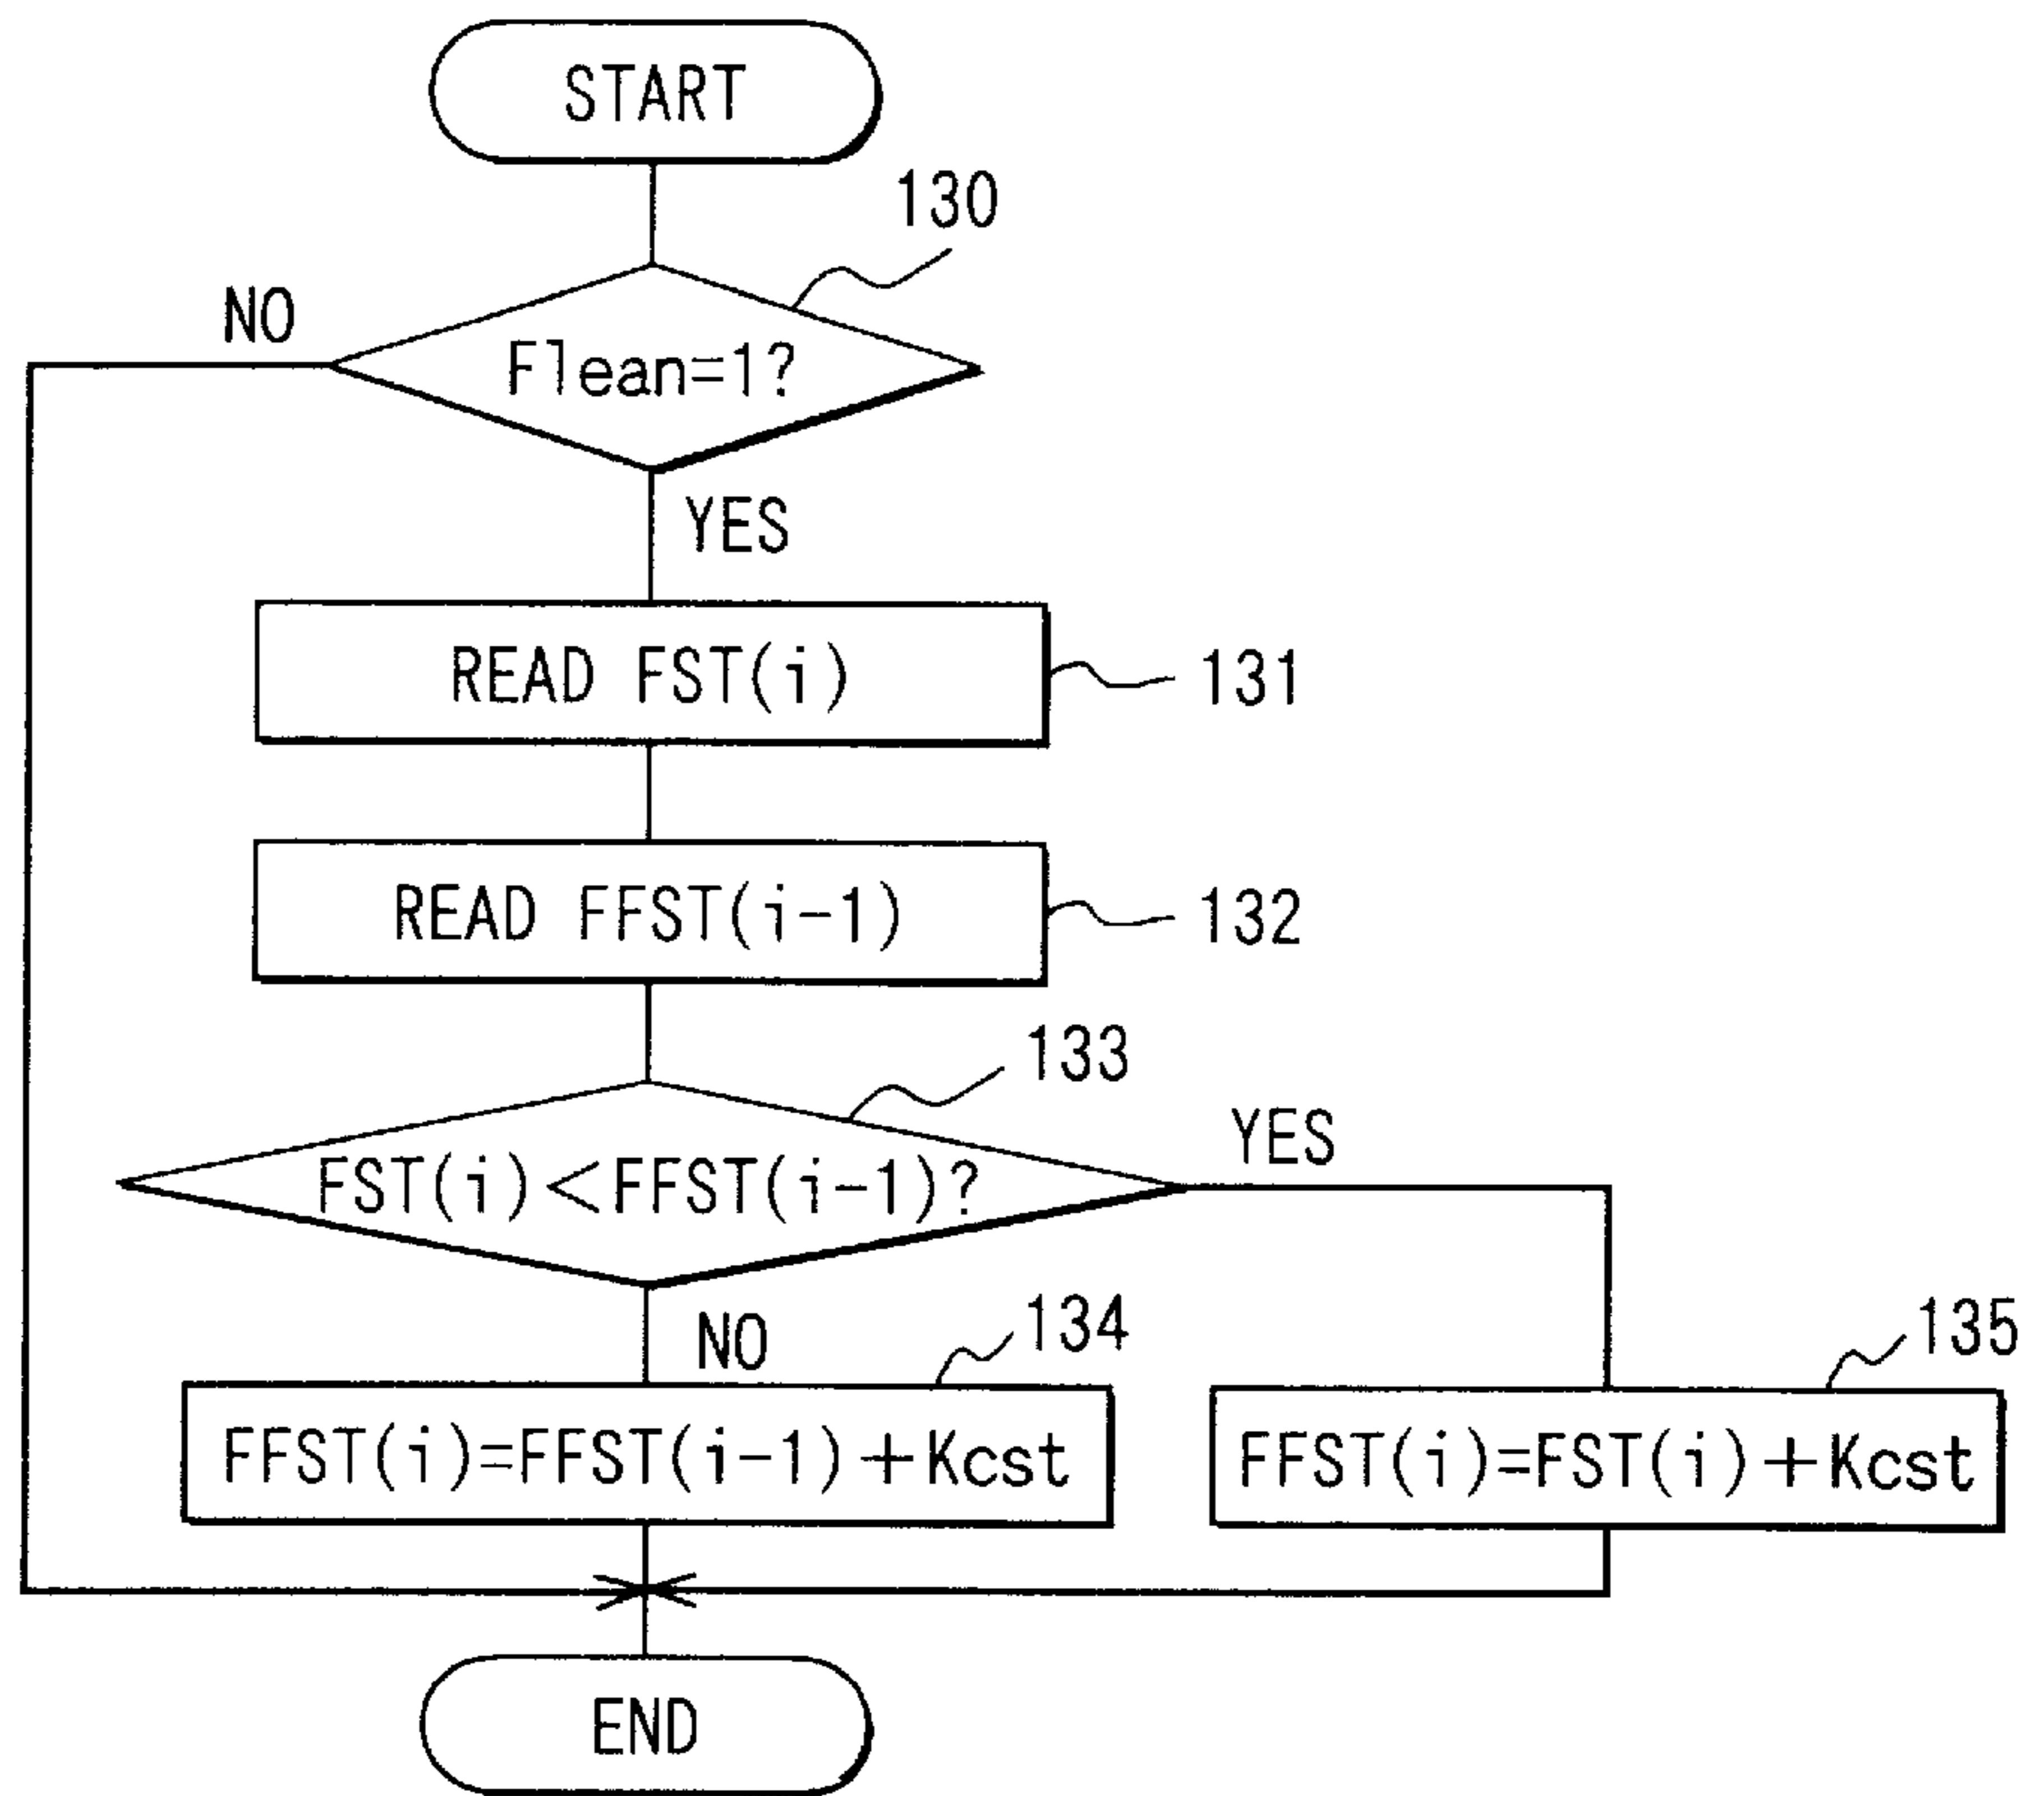 START
130
NO
Flean=1?
YES
READ FST(i)
131
READ FFST(i-1)
132
133
YES
FST(i)<FFST(i-1)?
NO
134
135
FFST(i)=FFST(i-1)+Kcst
FFST(i)=FST(i)+Kcst
END